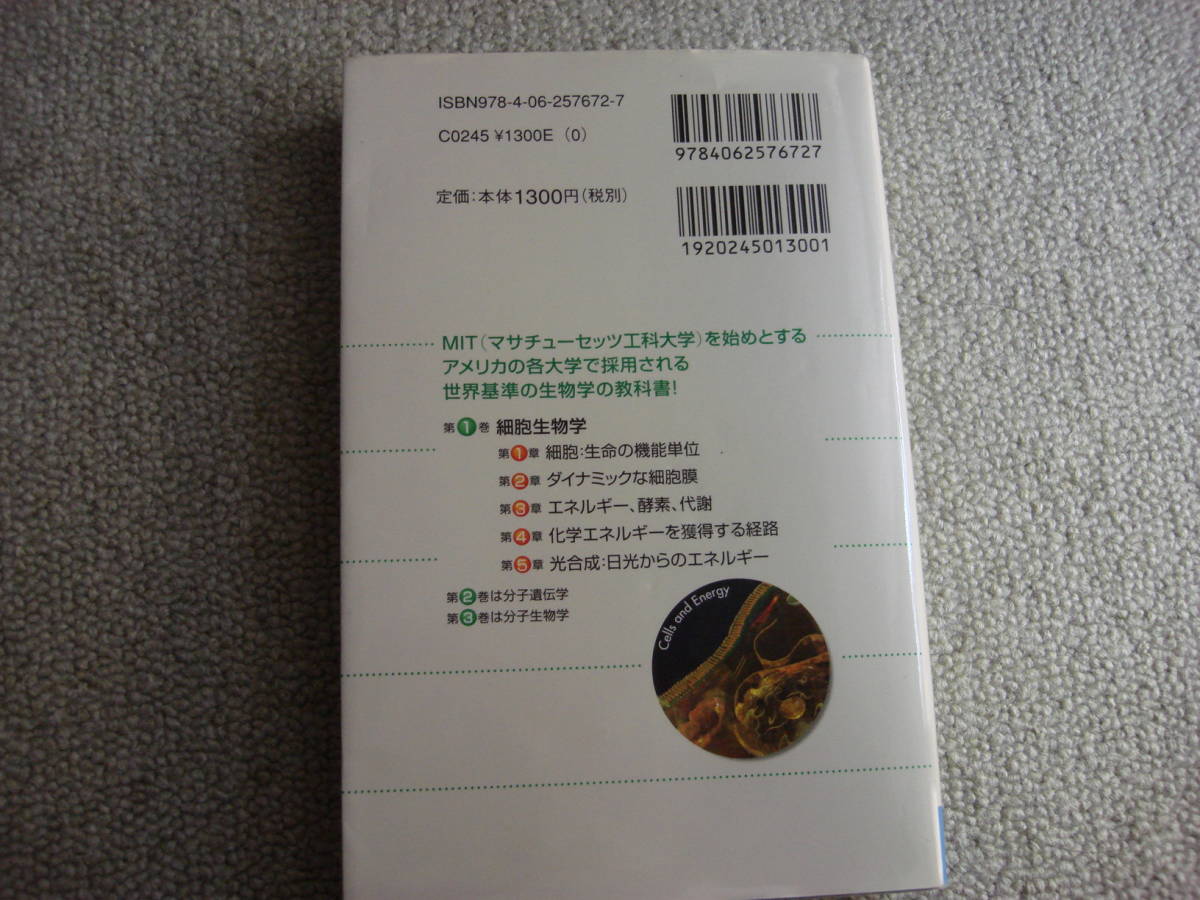 ISBN978-4-06-257672-7
C0245 ¥1300E (0)
9784062576727
定価:本体1300円(税別)
1920245013001
MIT(マサチューセッツ工科大学)を始めとする
アメリカの各大学で採用される
世界基準の生物学の教科書!
第1巻 細胞生物学
第1章 細胞:生命の機能単位
第2章 ダイナミックな細胞膜
第3章 エネルギー、酵素、代謝
第4章 化学エネルギーを獲得する経路
第5章 光合成:日光からのエネルギー
第2巻は分子遺伝学
第3巻は分子生物学
Cells and Energy